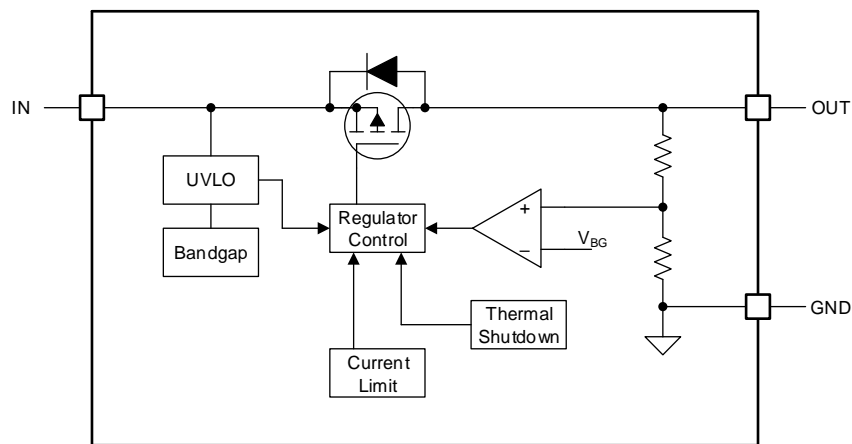 IN
OUT
UVLO
Regulator
Control
+
−
V_BG
Bandgap
Thermal
Shutdown
GND
Current
Limit